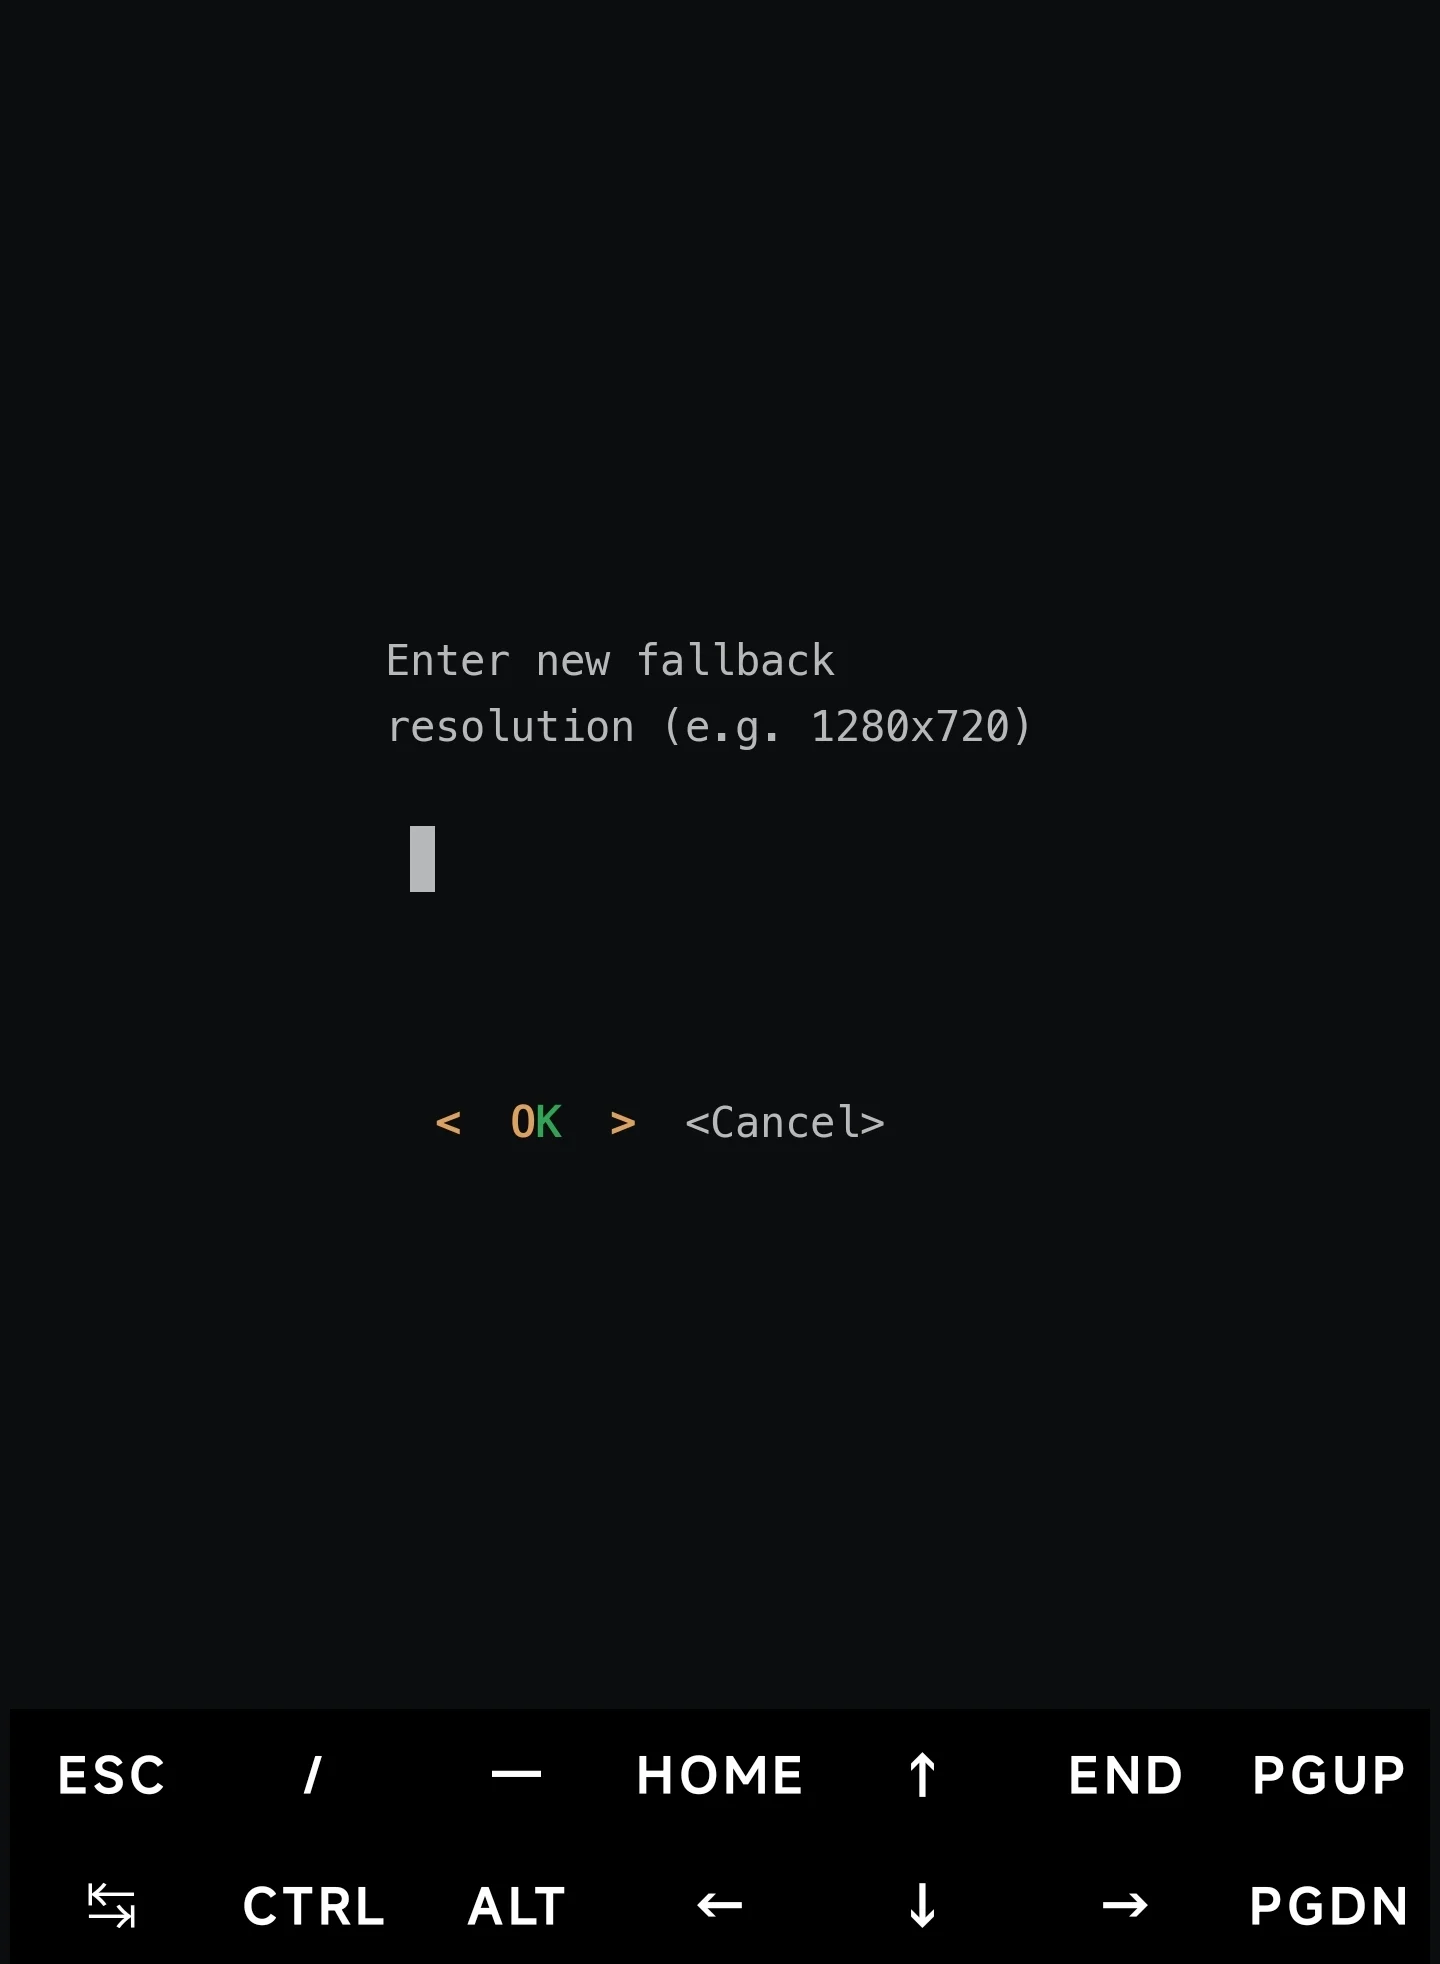 Enter new fallback
resolution (e.g. 1280x720)
<  OK  >  <Cancel>
ESC / — HOME ↑ END PGUP
↹ CTRL ALT ← ↓ → PGDN